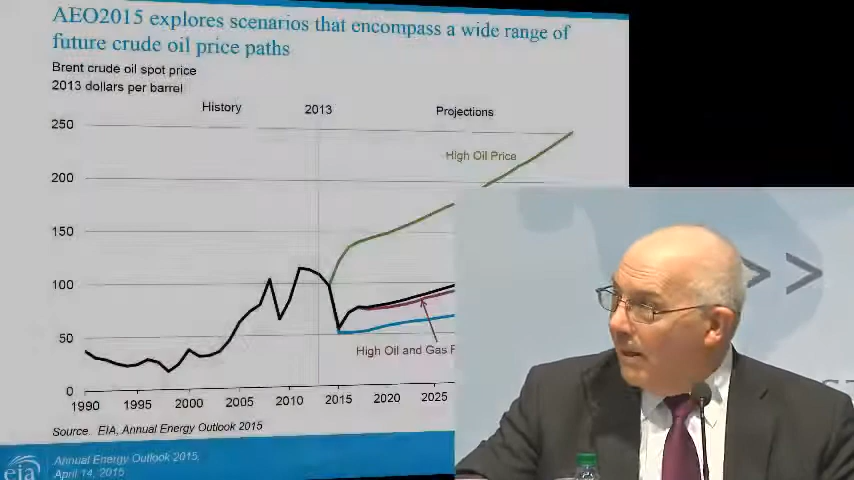 AEO2015 explores scenarios that encompass a wide range of
future crude oil price paths
Brent crude oil spot price
2013 dollars per barrel
History 2013 Projections
250
High Oil Price
200
150
100
50
High Oil and Gas
0
1990 1995 2000 2005 2010 2015 2020 2025
Source. EIA, Annual Energy Outlook 2015
eia
Annual Energy Outlook 2015,
April 14, 2015